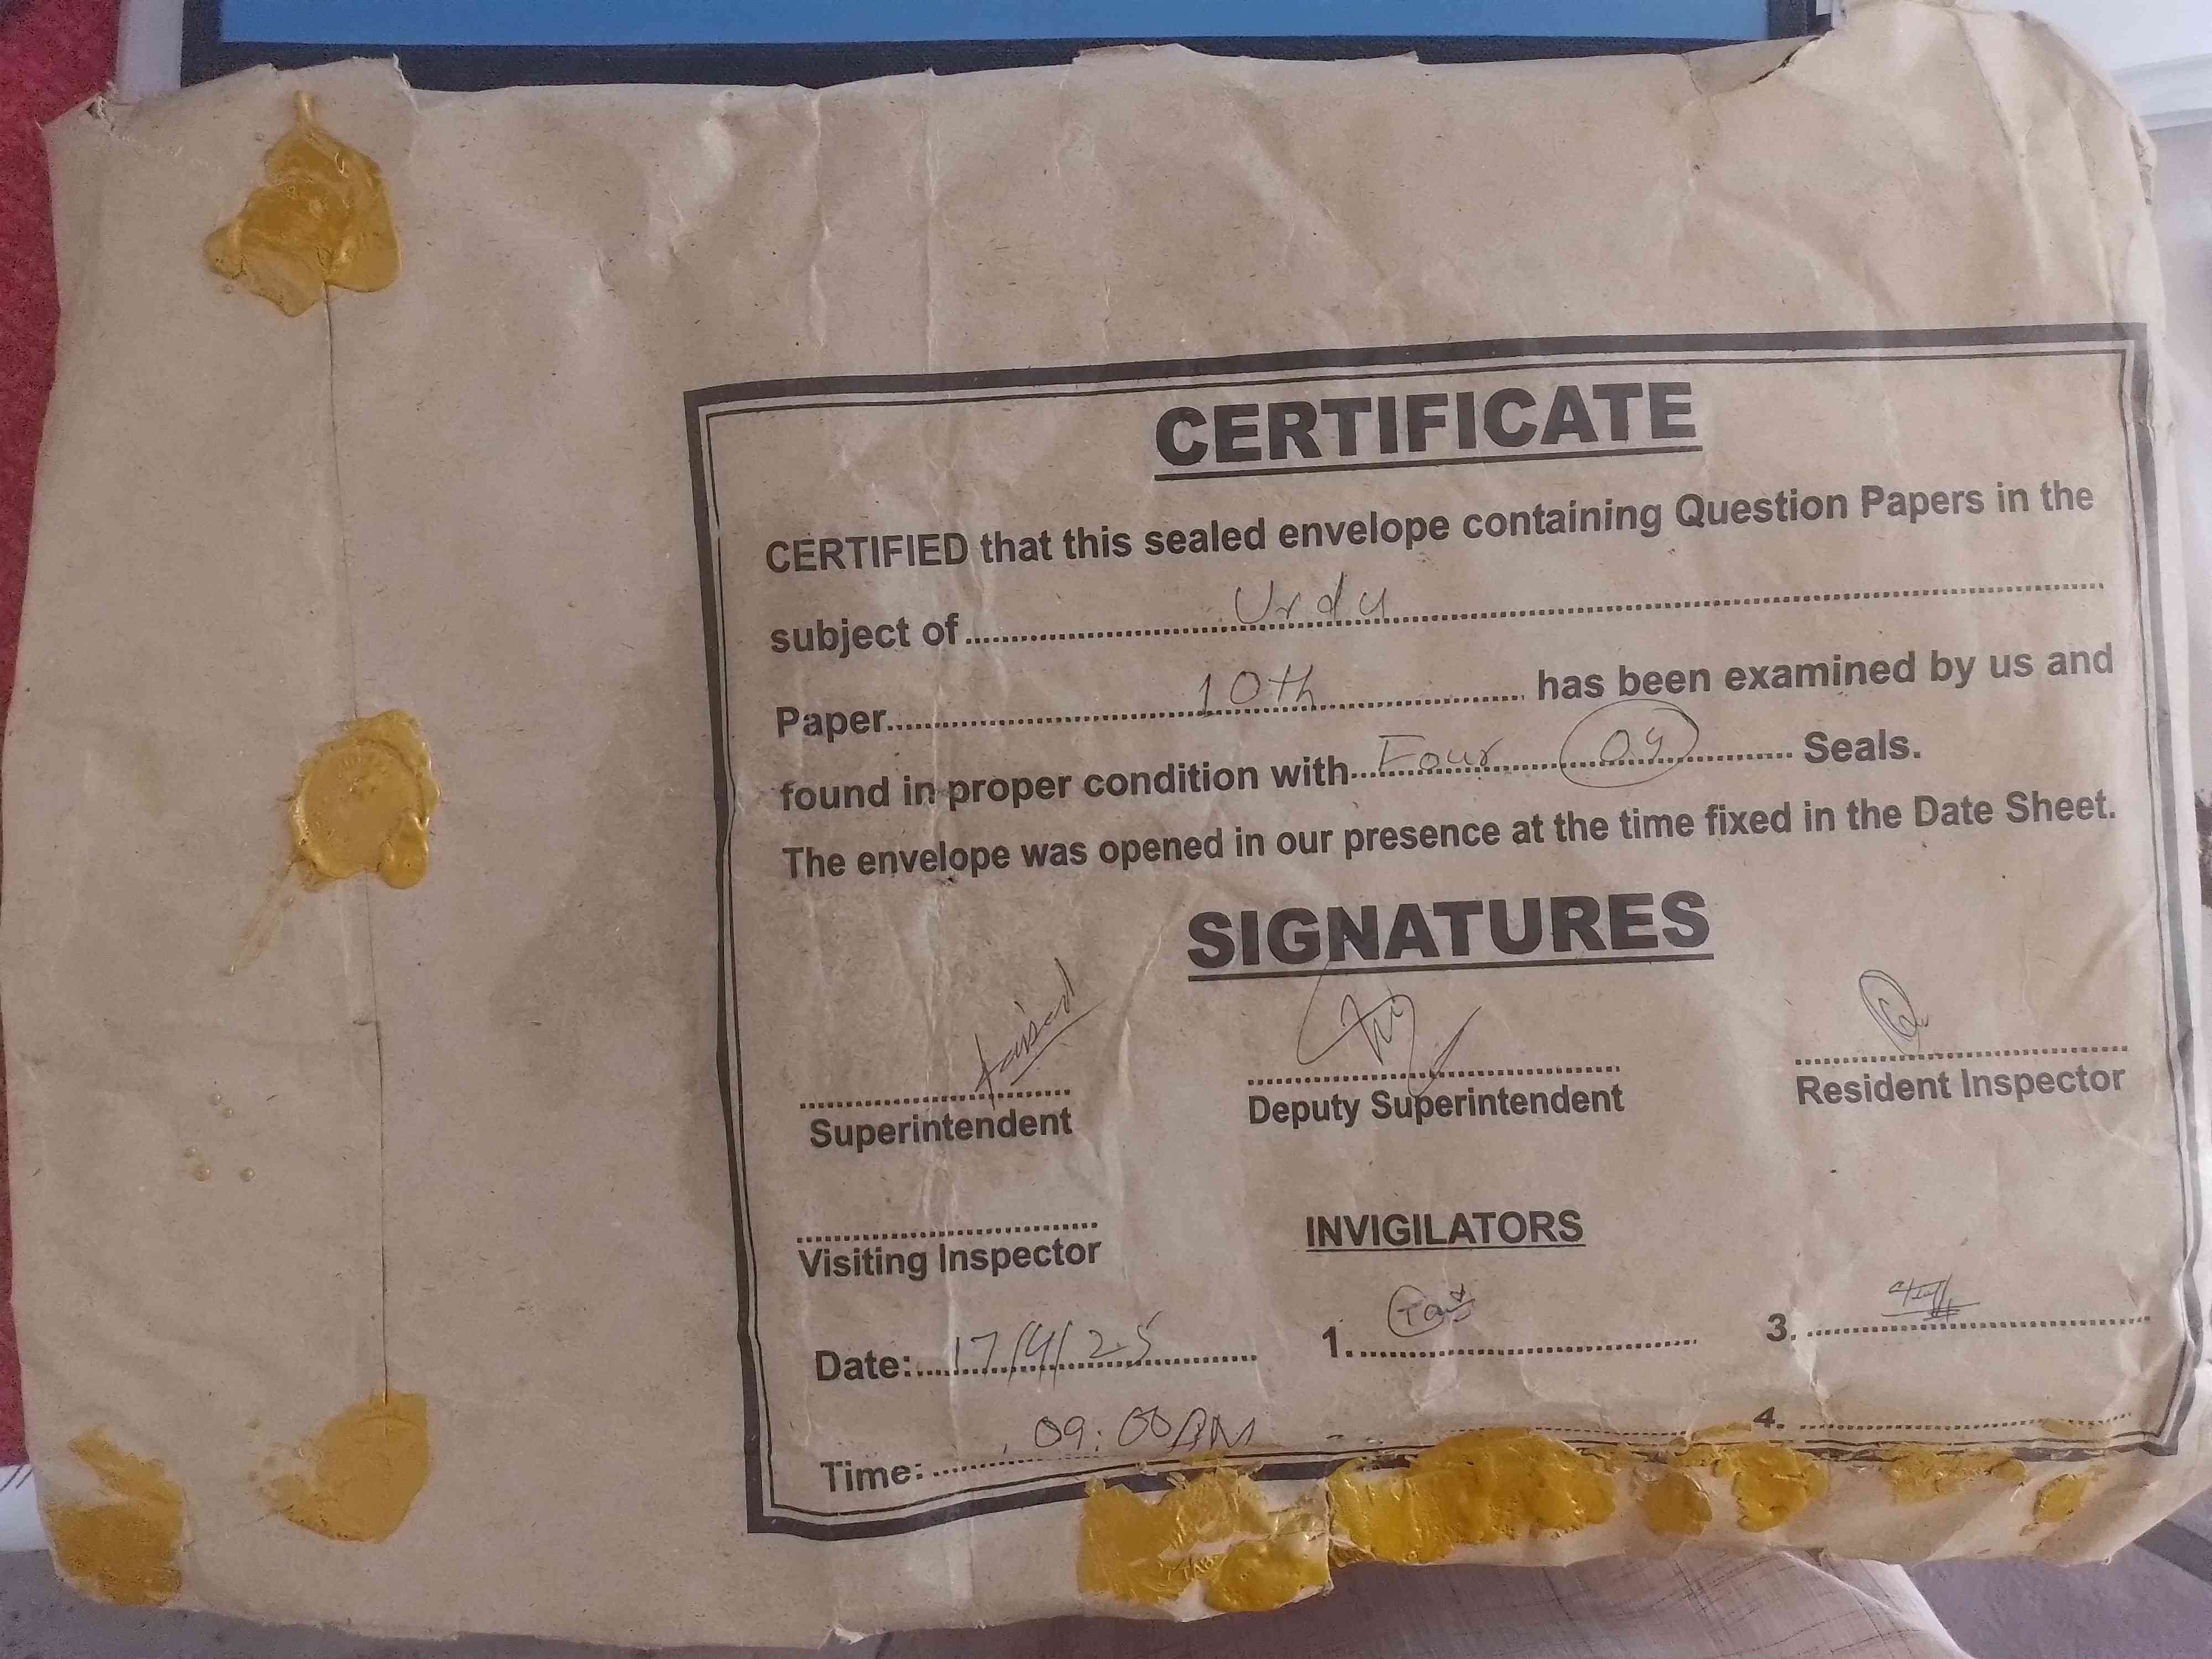 CERTIFICATE
CERTIFIED that this sealed envelope containing Question Papers in the
subject of Urdu
Paper 10th has been examined by us and
found in proper condition with Four 04 Seals.
The envelope was opened in our presence at the time fixed in the Date Sheet.
SIGNATURES
Superintendent Deputy Superintendent Resident Inspector
Visiting Inspector INVIGILATORS
Date: 17/4/25 1. 3.
4.
Time: 09:00 AM